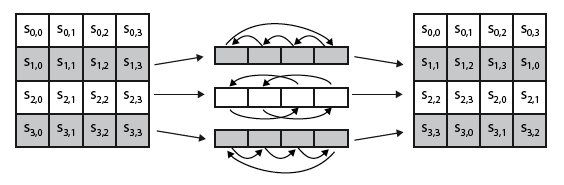 S0,0 S0,1 S0,2 S0,3
S1,0 S1,1 S1,2 S1,3
S2,0 S2,1 S2,2 S2,3
S3,0 S3,1 S3,2 S3,3
S0,0 S0,1 S0,2 S0,3
S1,1 S1,2 S1,3 S1,0
S2,2 S2,3 S2,0 S2,1
S3,3 S3,0 S3,1 S3,2